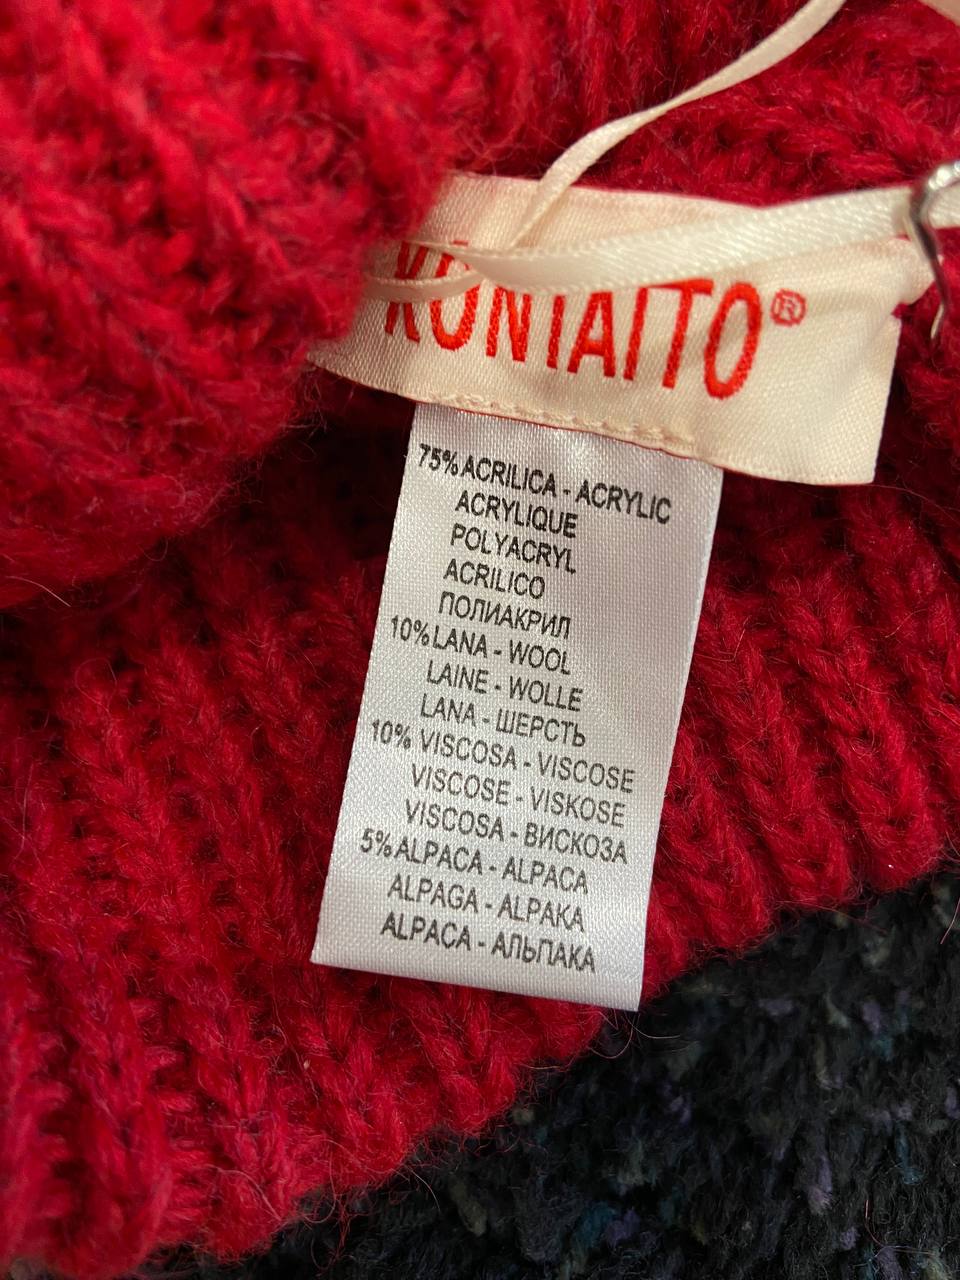 KONTAITO®
75% ACRILICA - ACRYLIC
ACRYLIQUE
POLYACRYL
ACRILICO
ПОЛИАКРИЛ
10% LANA - WOOL
LAINE - WOLLE
LANA - ШЕРСТЬ
10% VISCOSA - VISCOSE
VISCOSE - VISKOSE
VISCOSA - ВИСКОЗА
5% ALPACA - ALPACA
ALPAGA - ALPAKA
ALPACA - АЛЬПАКА